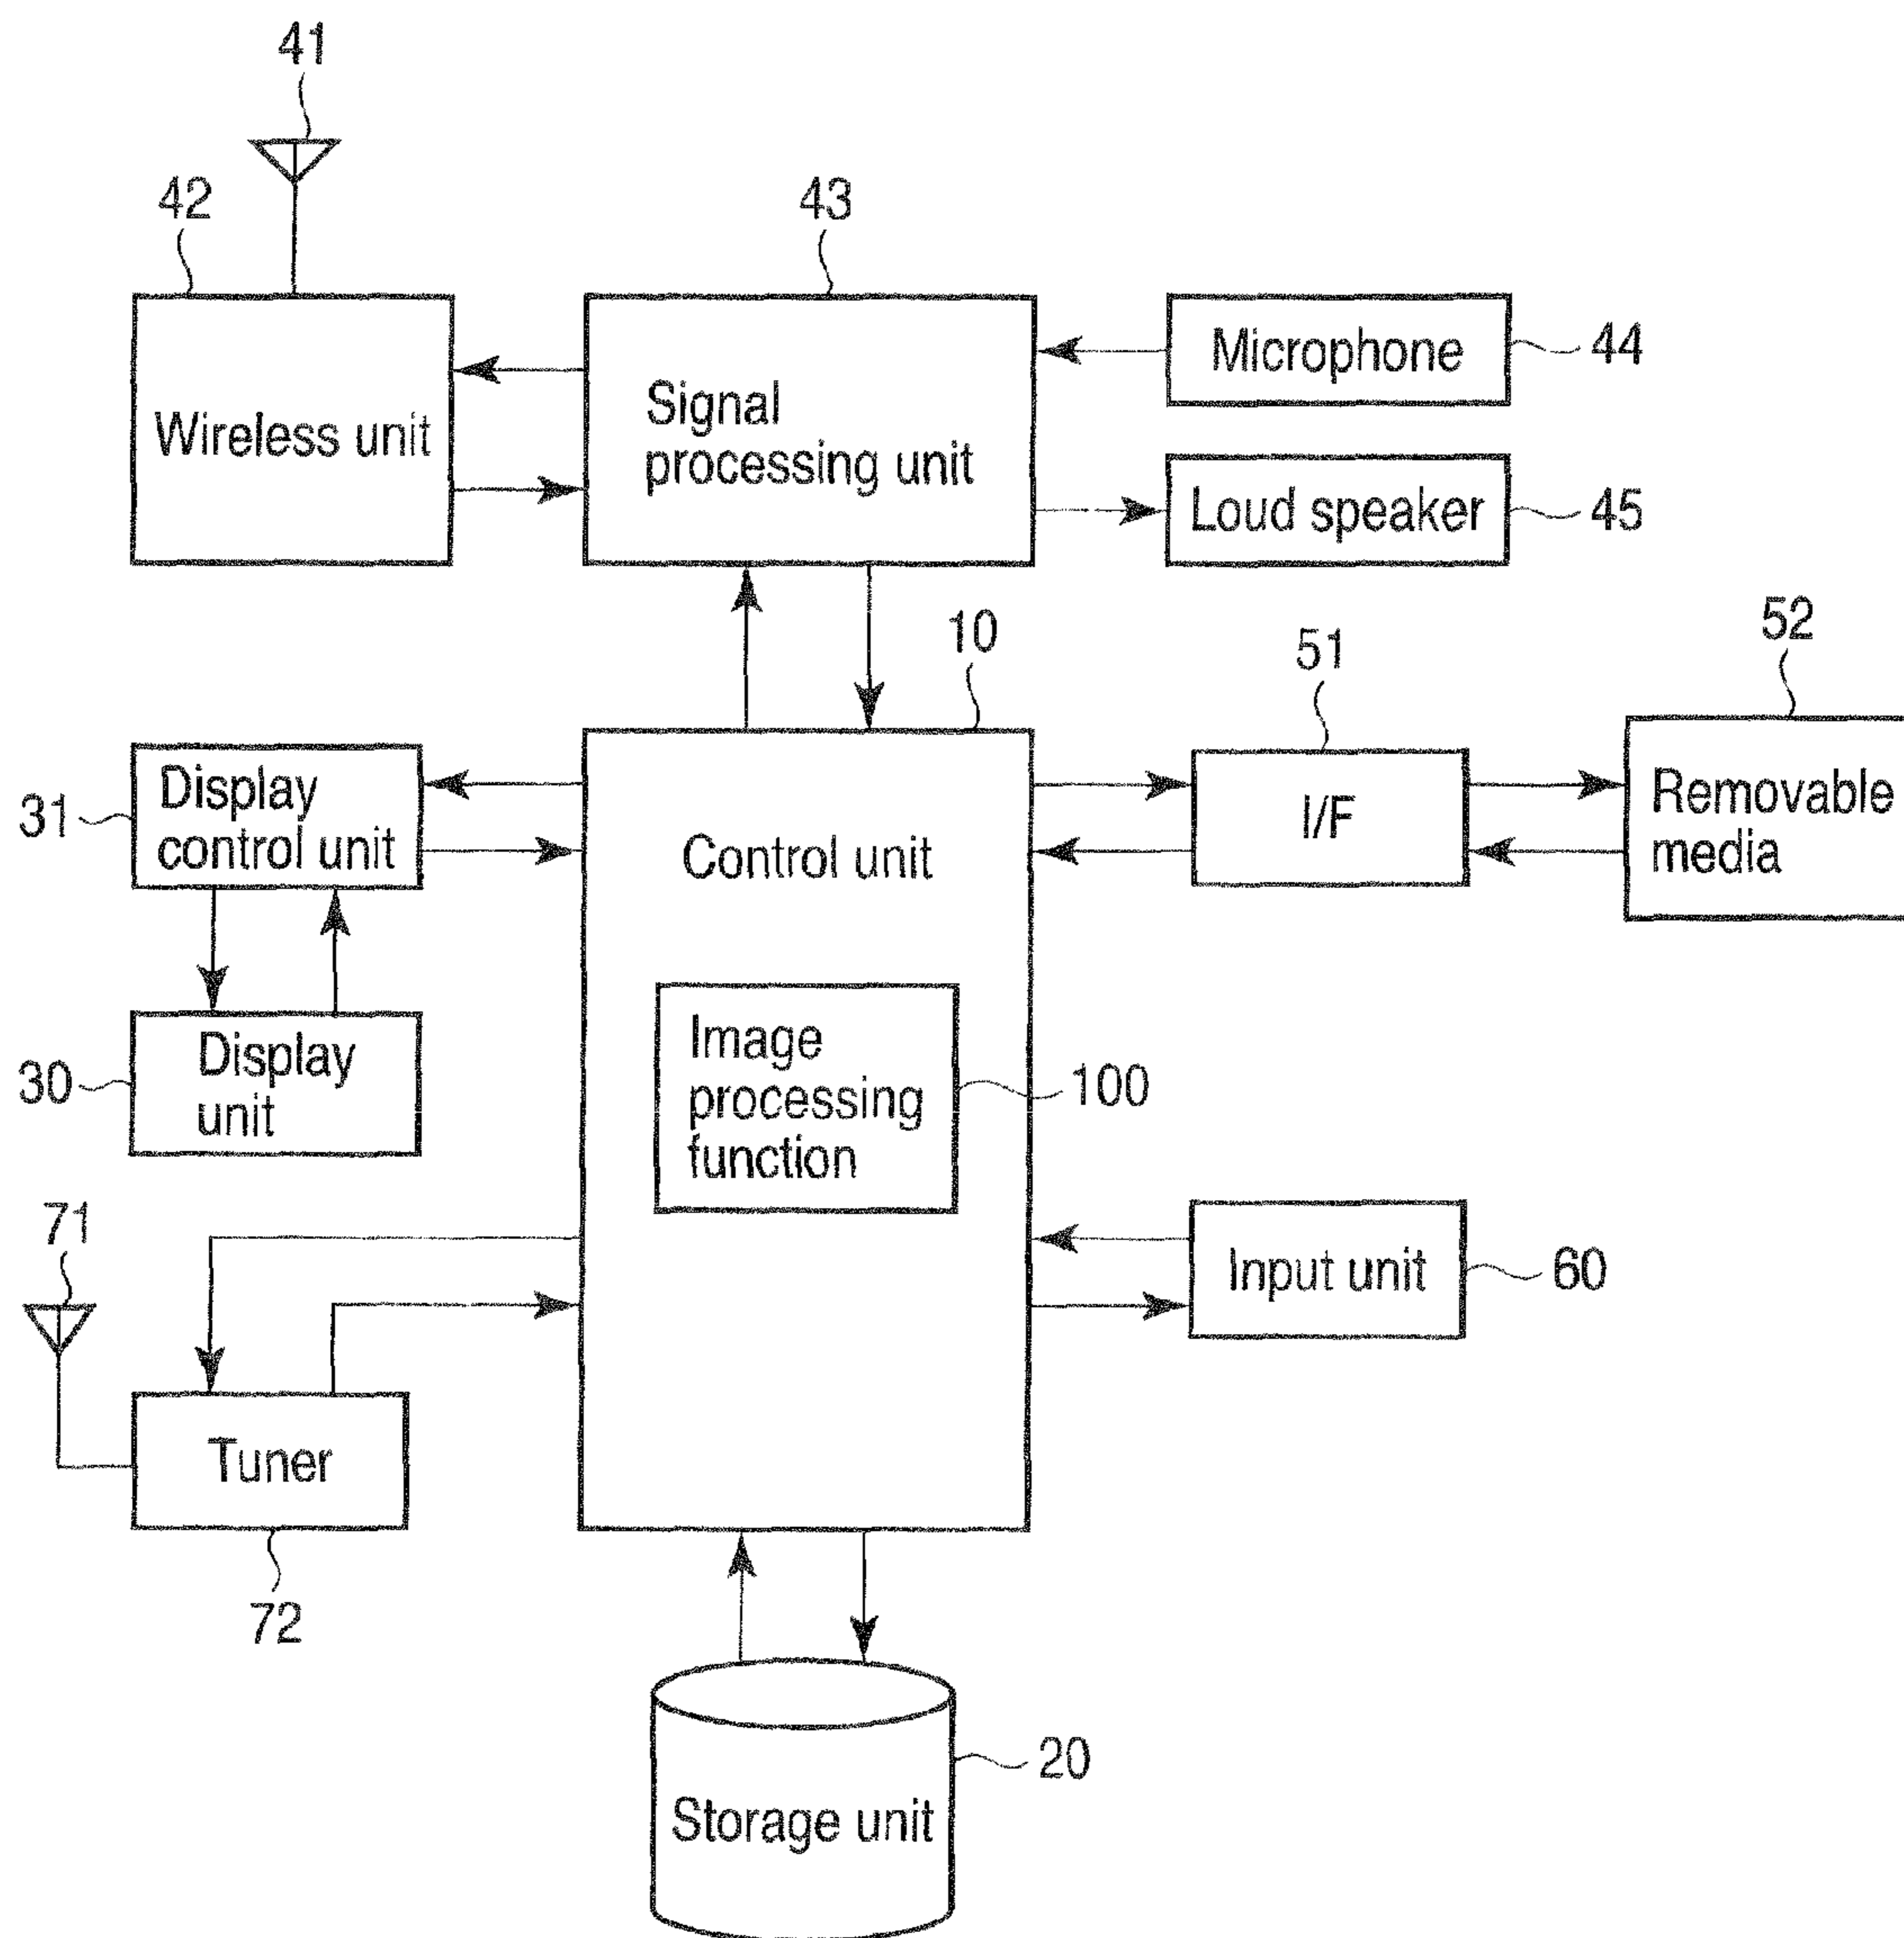 41
42
43
Wireless unit
Signal
processing unit
Microphone
44
Loud speaker
45
10
51
52
31
Display
control unit
Control unit
I/F
Removable
media
30
Display
unit
Image
processing
function
100
71
Input unit
60
Tuner
72
20
Storage unit